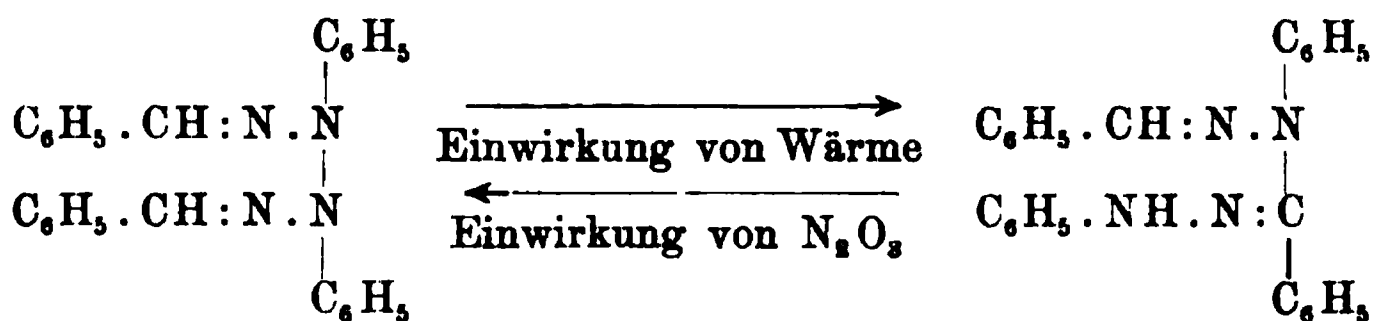 C₆H₅ C₆H₅
C₆H₅ . CH : N . N C₆H₅ . CH : N . N
Einwirkung von Wärme
C₆H₅ . CH : N . N C₆H₅ . NH . N : C
Einwirkung von N₂O₃
C₆H₅ C₆H₅